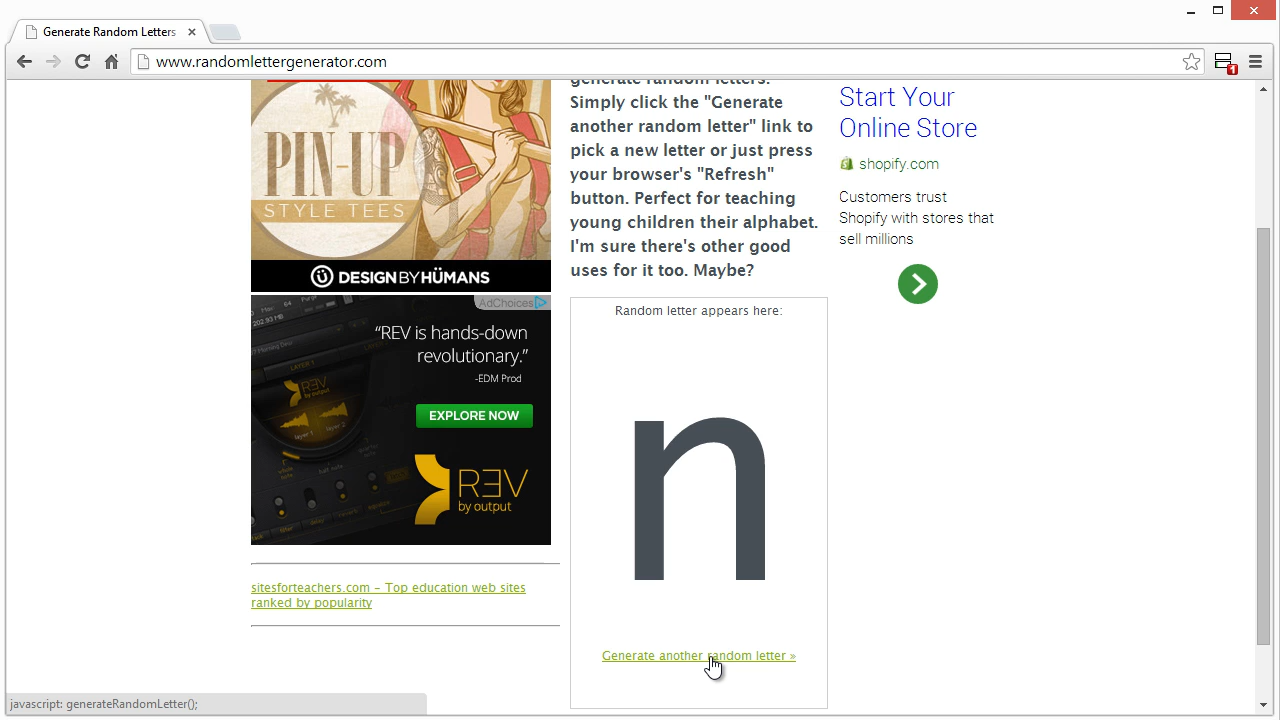 Generate Random Letters
www.randomlettergenerator.com
1
PIN-UP
STYLE TEES
DESIGN BY HÜMANS
AdChoices
"REV is hands-down
revolutionary."
-EDM Prod
EXPLORE NOW
REV
by output
sitesforteachers.com - Top education web sites
ranked by popularity
generate random letters.
Simply click the "Generate
another random letter" link to
pick a new letter or just press
your browser's "Refresh"
button. Perfect for teaching
young children their alphabet.
I'm sure there's other good
uses for it too. Maybe?
Random letter appears here:
n
Generate another random letter »
Start Your
Online Store
shopify.com
Customers trust
Shopify with stores that
sell millions
javascript: generateRandomLetter();